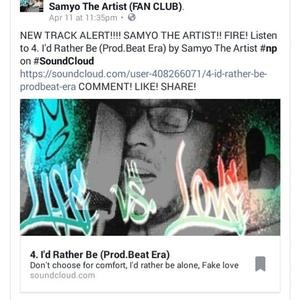 Samyo The Artist (FAN CLUB).
Apr 11 at 11:35pm •
NEW TRACK ALERT!!!! SAMYO THE ARTIST!! FIRE! Listen
to 4. I'd Rather Be (Prod.Beat Era) by Samyo The Artist #np
on #SoundCloud
https://soundcloud.com/user-408266071/4-id-rather-be-
prodbeat-era COMMENT! LIKE! SHARE!
LIFE vs. LOVE
4. I'd Rather Be (Prod.Beat Era)
Don't choose for comfort, I'd rather be alone, Fake love
soundcloud.com